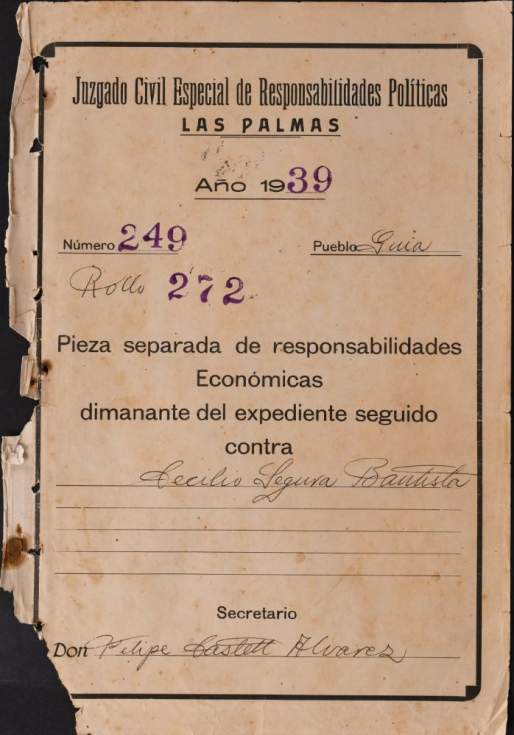 Juzgado Civil Especial de Responsabilidades Políticas
LAS PALMAS
Año 1939
Número 249 Pueblo Guia
Rollo 272
Pieza separada de responsabilidades
Económicas
dimanante del expediente seguido
contra
Cecilio Segura Bautista
Secretario
Don Felipe Castell Alvarez